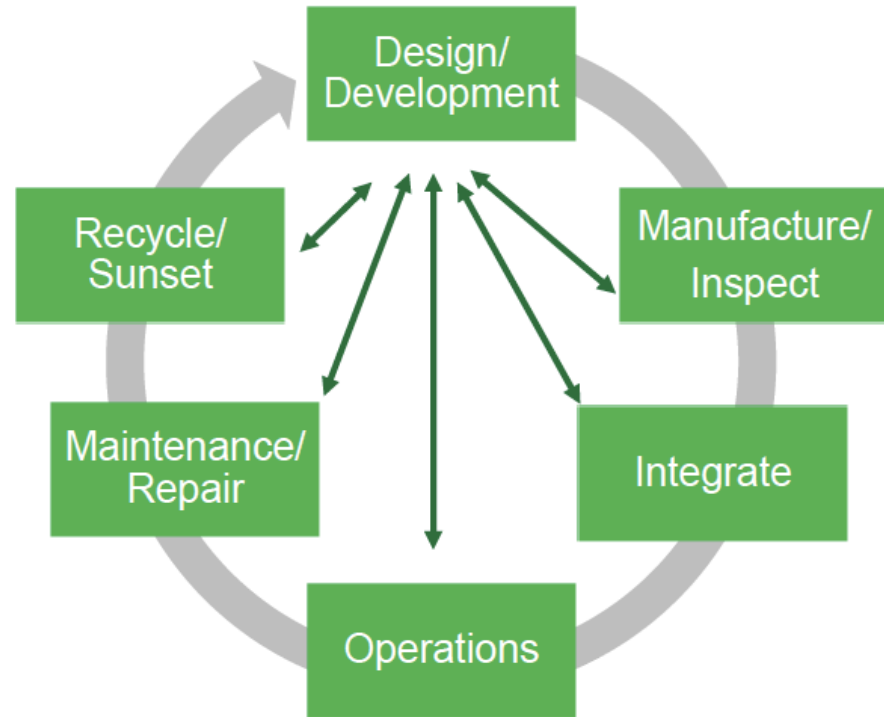 Design/
Development
Manufacture/
Inspect
Integrate
Operations
Maintenance/
Repair
Recycle/
Sunset